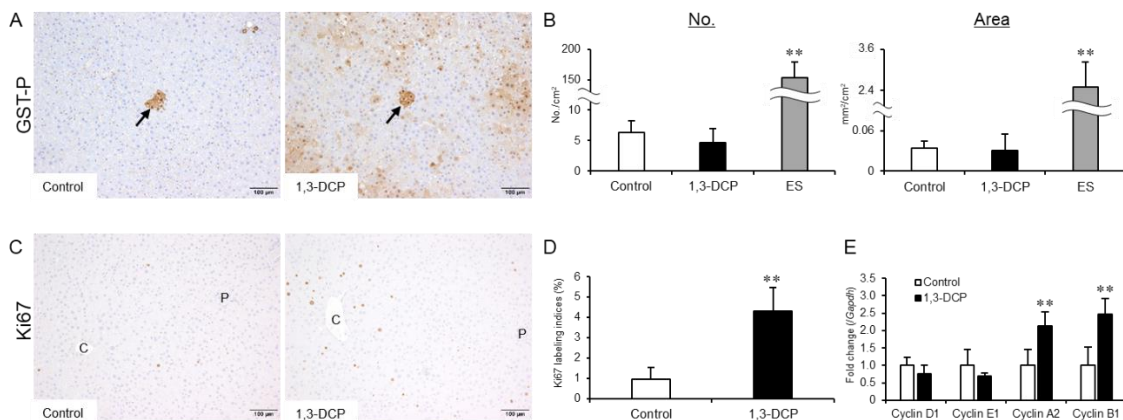 A
GST-P
Control
100 µm
1,3-DCP
100 µm
B
No.
No./cm²
200
150
10
5
0
**
Control
1,3-DCP
ES
Area
mm²/cm²
3.6
2.4
0.06
0
**
Control
1,3-DCP
ES
C
Ki67
P
C
Control
100 µm
C
P
1,3-DCP
100 µm
D
Ki67 labeling indices (%)
6
5
4
3
2
1
0
**
Control
1,3-DCP
E
Fold change (/Gapdh)
3.5
3.0
2.5
2.0
1.5
1.0
0.5
0.0
Control
1,3-DCP
**
**
Cyclin D1
Cyclin E1
Cyclin A2
Cyclin B1